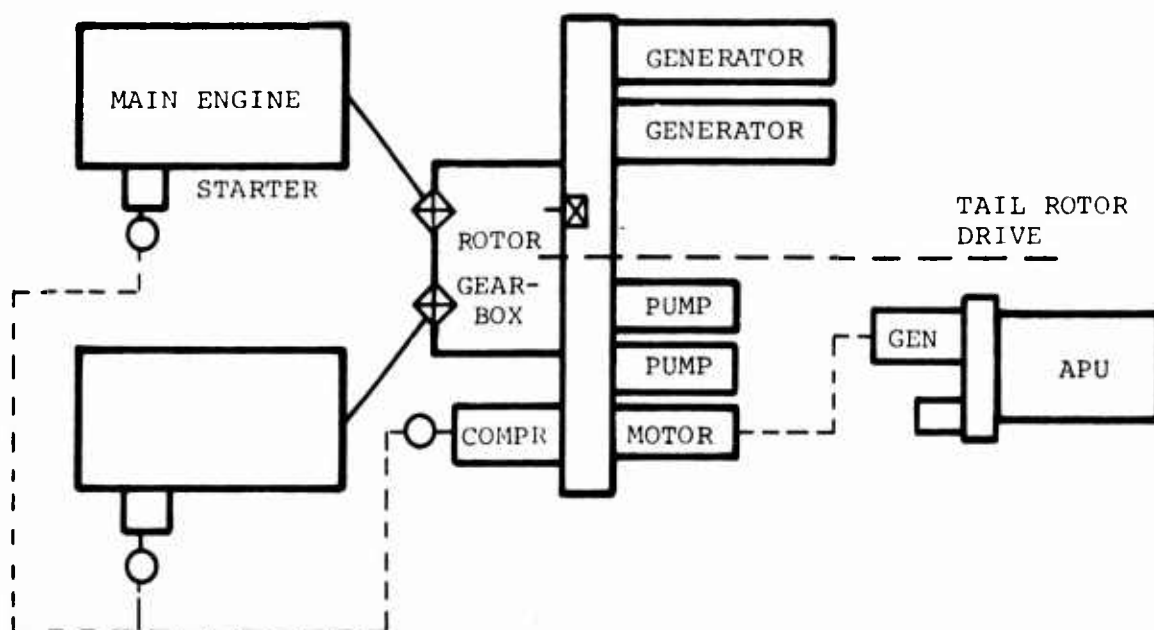 GENERATOR
MAIN ENGINE
GENERATOR
STARTER
TAIL ROTOR
DRIVE
ROTOR
GEAR-
BOX
PUMP
GEN
PUMP
APU
COMPR
MOTOR